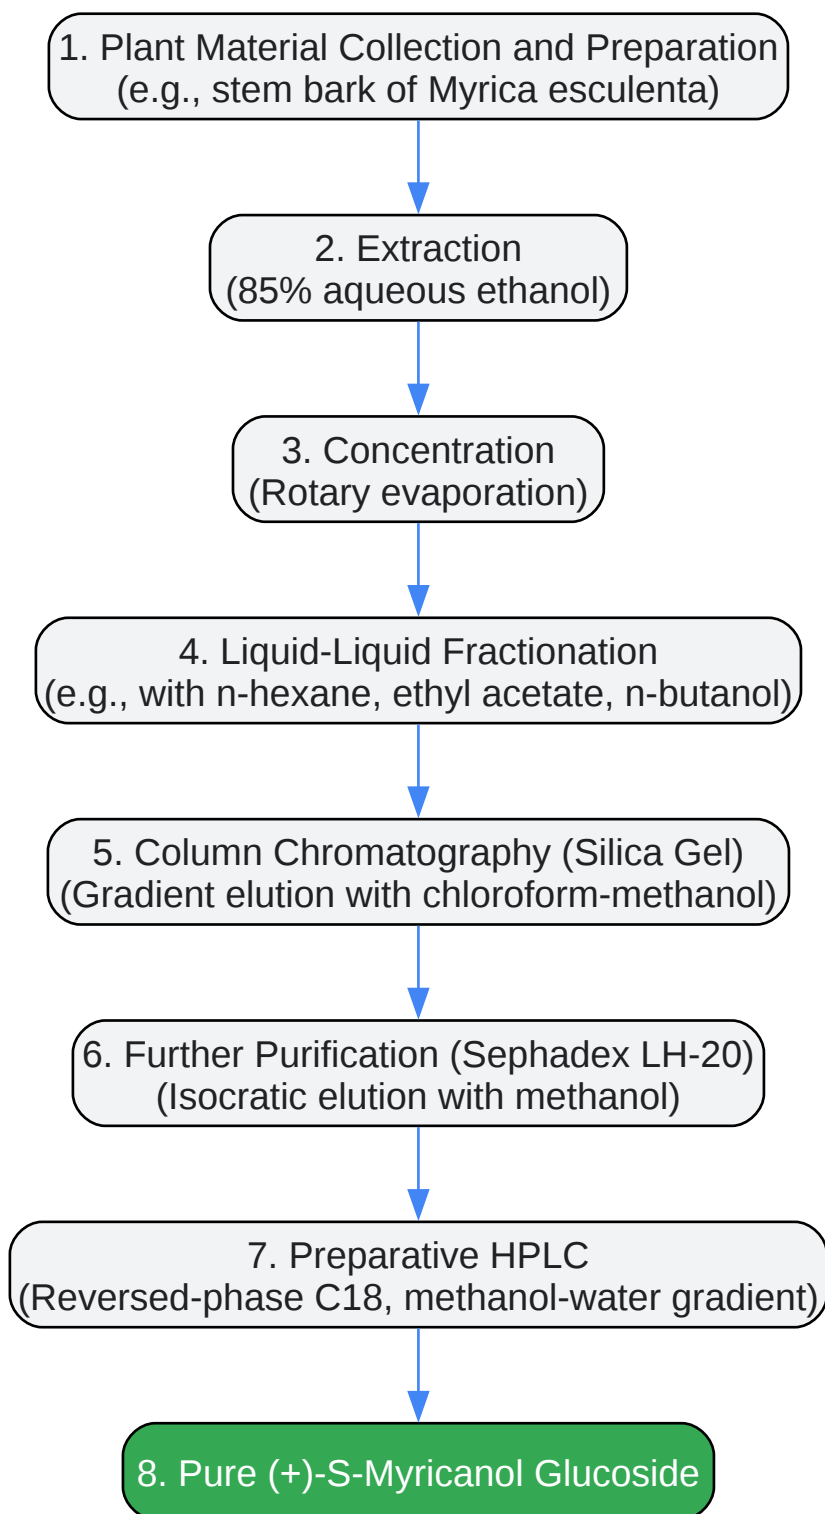 1. Plant Material Collection and Preparation
(e.g., stem bark of Myrica esculenta)
2. Extraction
(85% aqueous ethanol)
3. Concentration
(Rotary evaporation)
4. Liquid-Liquid Fractionation
(e.g., with n-hexane, ethyl acetate, n-butanol)
5. Column Chromatography (Silica Gel)
(Gradient elution with chloroform-methanol)
6. Further Purification (Sephadex LH-20)
(Isocratic elution with methanol)
7. Preparative HPLC
(Reversed-phase C18, methanol-water gradient)
8. Pure (+)-S-Myricanol Glucoside